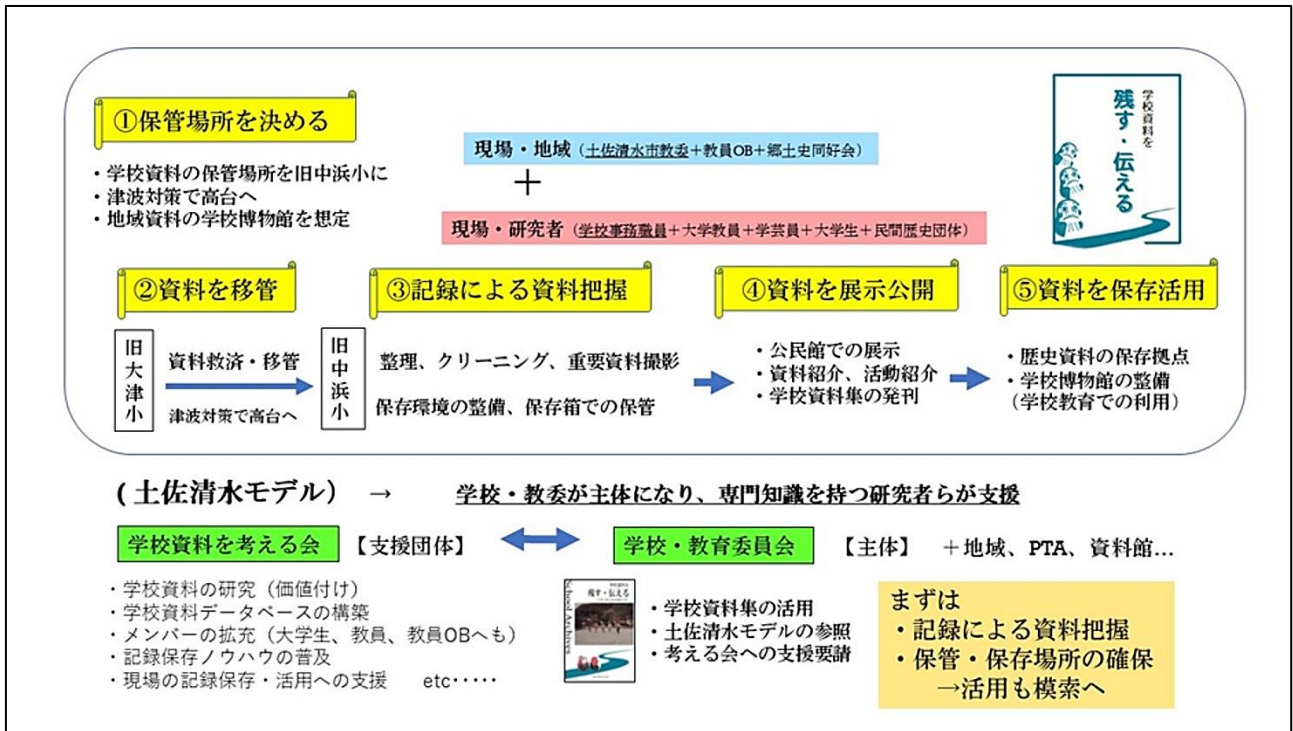 ①保管場所を決める
・学校資料の保管場所を旧中浜小に
・津波対策で高台へ
・地域資料の学校博物館を想定
現場・地域（土佐清水市教委＋教員OB＋郷土史同好会）
＋
現場・研究者（学校事務職員＋大学教員＋学芸員＋大学生＋民間歴史団体）
学校資料を
残す・伝える
②資料を移管
旧大津小
資料救済・移管
津波対策で高台へ
旧中浜小
③記録による資料把握
整理、クリーニング、重要資料撮影
保存環境の整備、保存箱での保管
④資料を展示公開
・公民館での展示
・資料紹介、活動紹介
・学校資料集の発刊
⑤資料を保存活用
・歴史資料の保存拠点
・学校博物館の整備
（学校教育での利用）
(土佐清水モデル） → 学校・教委が主体になり、専門知識を持つ研究者らが支援
学校資料を考える会 【支援団体】
・学校資料の研究（価値付け）
・学校資料データベースの構築
・メンバーの拡充（大学生、教員、教員OBへも）
・記録保存ノウハウの普及
・現場の記録保存・活用への支援 etc・・・・・
学校・教育委員会 【主体】 ＋地域、PTA、資料館…
School Archives
残す・伝える
・学校資料集の活用
・土佐清水モデルの参照
・考える会への支援要請
まずは
・記録による資料把握
・保管・保存場所の確保
→活用も模索へ